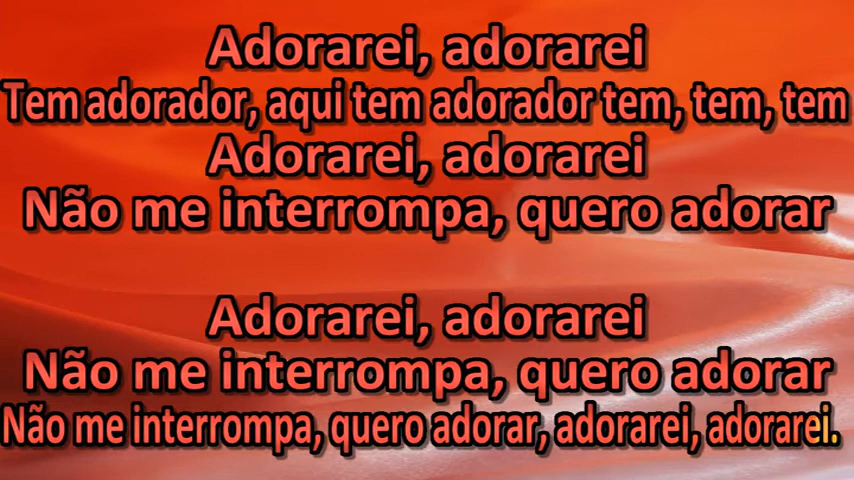 Adorarei, adorarei
Tem adorador, aqui tem adorador tem, tem, tem
Adorarei, adorarei
Não me interrompa, quero adorar
Adorarei, adorarei
Não me interrompa, quero adorar
Não me interrompa, quero adorar, adorarei, adorarei.